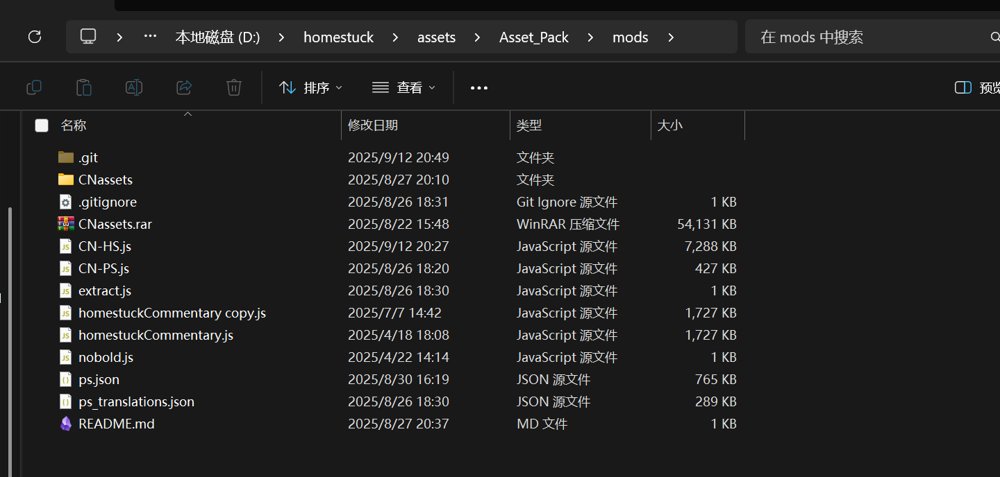 本地磁盘 (D:) homestuck assets Asset_Pack mods 在 mods 中搜索
排序 查看 预览
名称 修改日期 类型 大小
.git 2025/9/12 20:49 文件夹
CNassets 2025/8/27 20:10 文件夹
.gitignore 2025/8/26 18:31 Git Ignore 源文件 1 KB
CNassets.rar 2025/8/22 15:48 WinRAR 压缩文件 54,131 KB
CN-HS.js 2025/9/12 20:27 JavaScript 源文件 7,288 KB
CN-PS.js 2025/8/26 18:20 JavaScript 源文件 427 KB
extract.js 2025/8/26 18:30 JavaScript 源文件 1 KB
homestuckCommentary copy.js 2025/7/7 14:42 JavaScript 源文件 1,727 KB
homestuckCommentary.js 2025/4/18 18:08 JavaScript 源文件 1,727 KB
nobold.js 2025/4/22 14:14 JavaScript 源文件 1 KB
ps.json 2025/8/30 16:19 JSON 源文件 765 KB
ps_translations.json 2025/8/26 18:30 JSON 源文件 289 KB
README.md 2025/8/27 20:37 MD 文件 1 KB